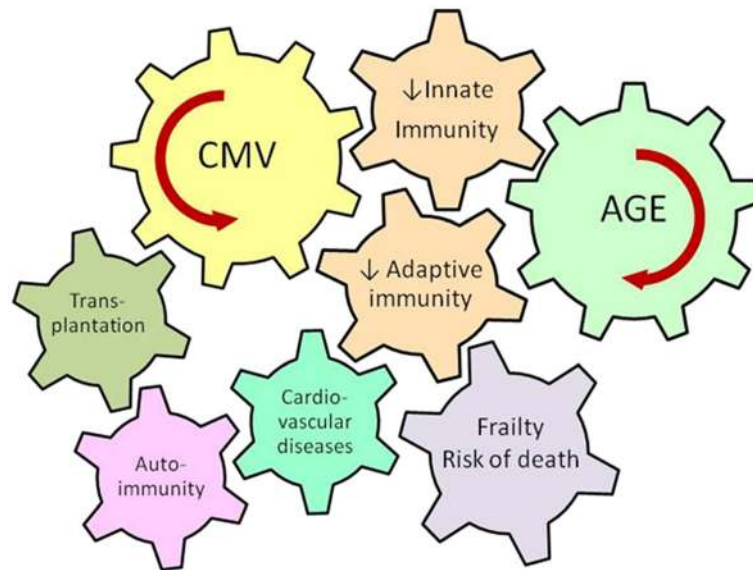 CMV
↓Innate
Immunity
AGE
↓ Adaptive
immunity
Trans-
plantation
Cardio-
vascular
diseases
Frailty
Risk of death
Auto-
immunity